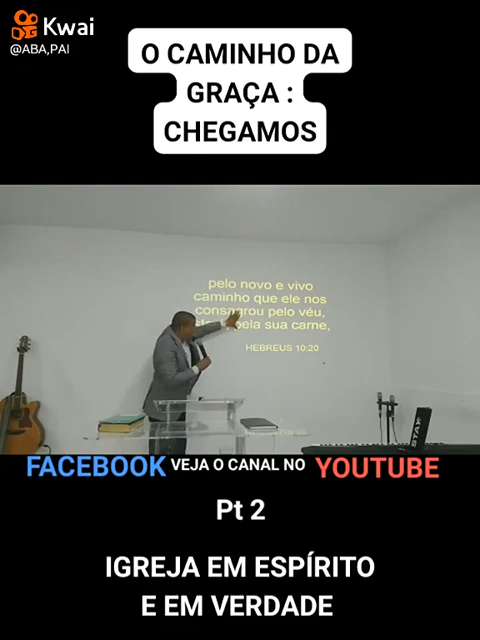 Kwai
@ABA,PAI
O CAMINHO DA
GRAÇA :
CHEGAMOS
pelo novo e vivo
caminho que ele nos
consagrou pelo véu,
pela sua carne,
HEBREUS 10:20
STAY
FACEBOOK VEJA O CANAL NO YOUTUBE
Pt 2
IGREJA EM ESPÍRITO
E EM VERDADE